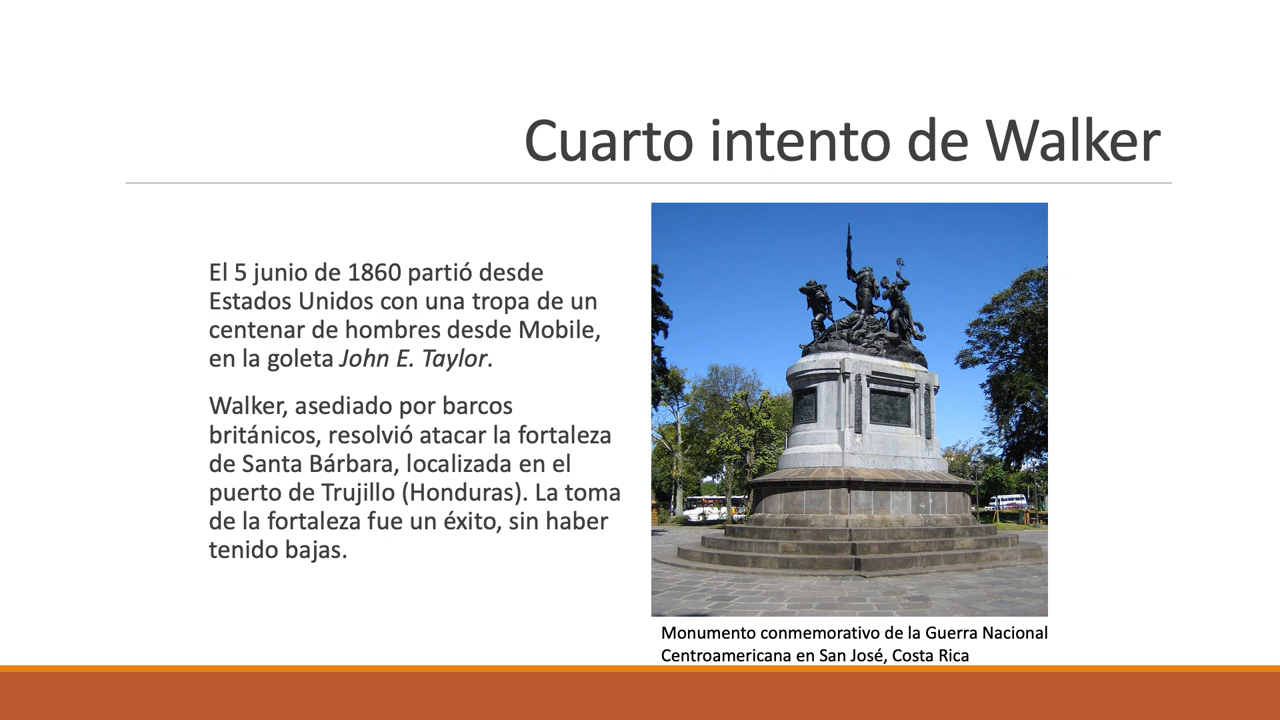 Cuarto intento de Walker
El 5 junio de 1860 partió desde
Estados Unidos con una tropa de un
centenar de hombres desde Mobile,
en la goleta John E. Taylor.
Walker, asediado por barcos
británicos, resolvió atacar la fortaleza
de Santa Bárbara, localizada en el
puerto de Trujillo (Honduras). La toma
de la fortaleza fue un éxito, sin haber
tenido bajas.
Monumento conmemorativo de la Guerra Nacional
Centroamericana en San José, Costa Rica